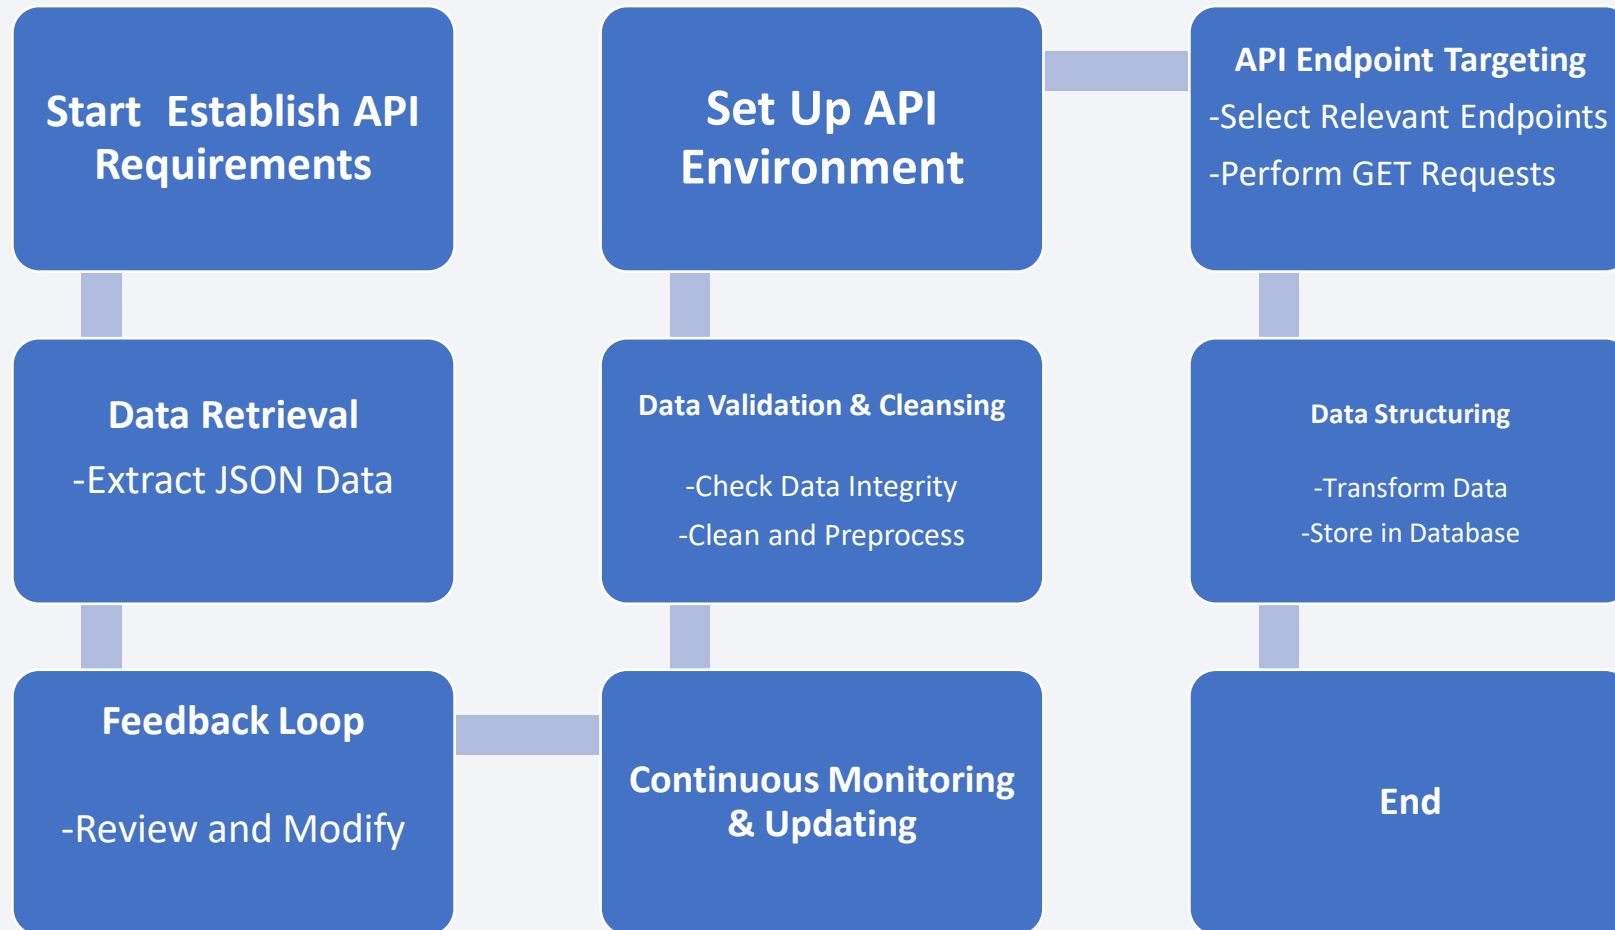 Start  Establish API
Requirements
Set Up API
Environment
API Endpoint Targeting
-Select Relevant Endpoints
-Perform GET Requests
Data Retrieval
-Extract JSON Data
Data Validation & Cleansing
-Check Data Integrity
-Clean and Preprocess
Data Structuring
-Transform Data
-Store in Database
Feedback Loop
-Review and Modify
Continuous Monitoring
& Updating
End